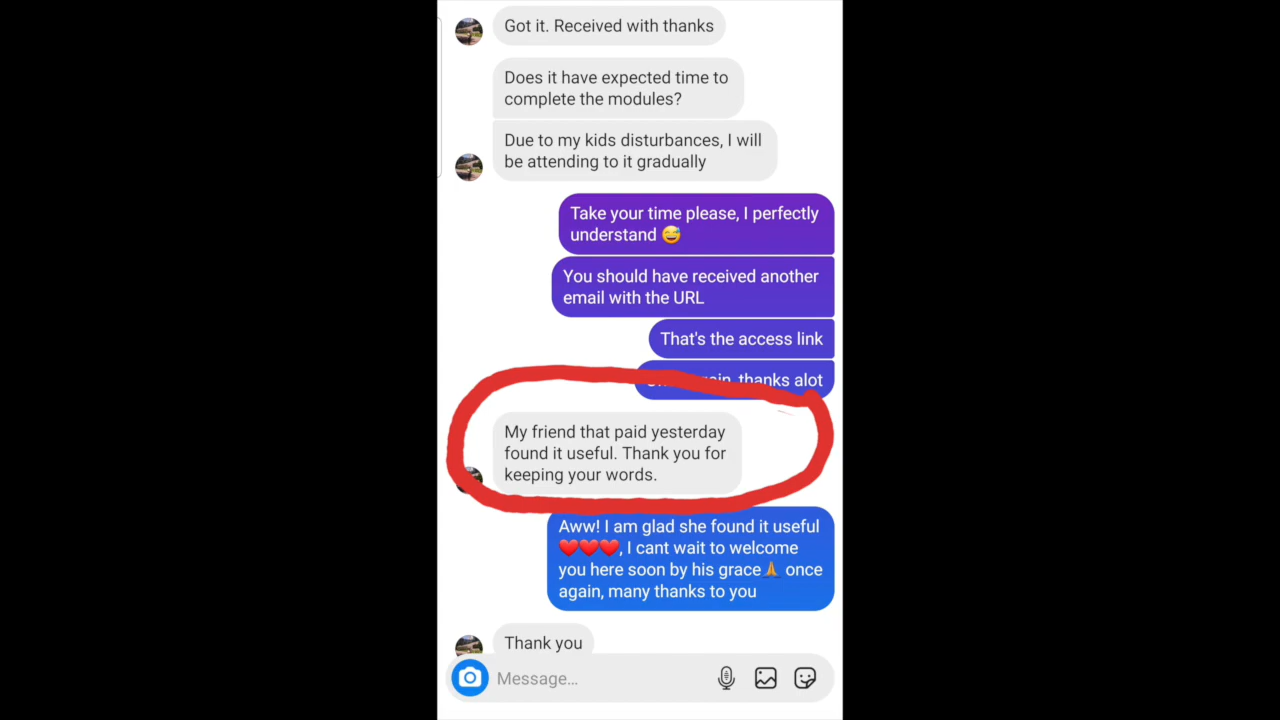 Got it. Received with thanks
Does it have expected time to
complete the modules?
Due to my kids disturbances, I will
be attending to it gradually
Take your time please, I perfectly
understand 😅
You should have received another
email with the URL
That's the access link
thanks alot
My friend that paid yesterday
found it useful. Thank you for
keeping your words.
Aww! I am glad she found it useful
❤️❤️❤️, I cant wait to welcome
you here soon by his grace🙏 once
again, many thanks to you
Thank you
Message...